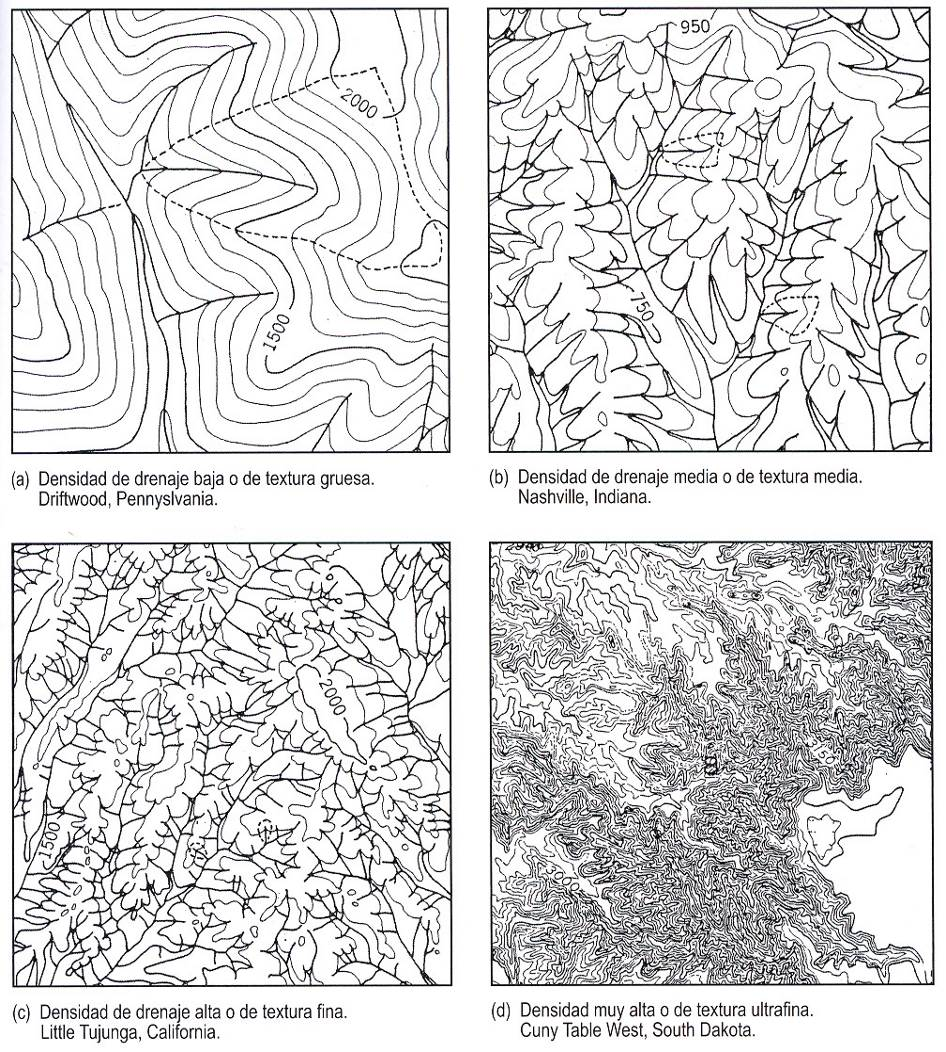 2000
1500
950
750
(a) Densidad de drenaje baja o de textura gruesa.
Driftwood, Pennyslvania.
(b) Densidad de drenaje media o de textura media.
Nashville, Indiana.
2000
1500
(c) Densidad de drenaje alta o de textura fina.
Little Tujunga, California.
(d) Densidad muy alta o de textura ultrafina.
Cuny Table West, South Dakota.